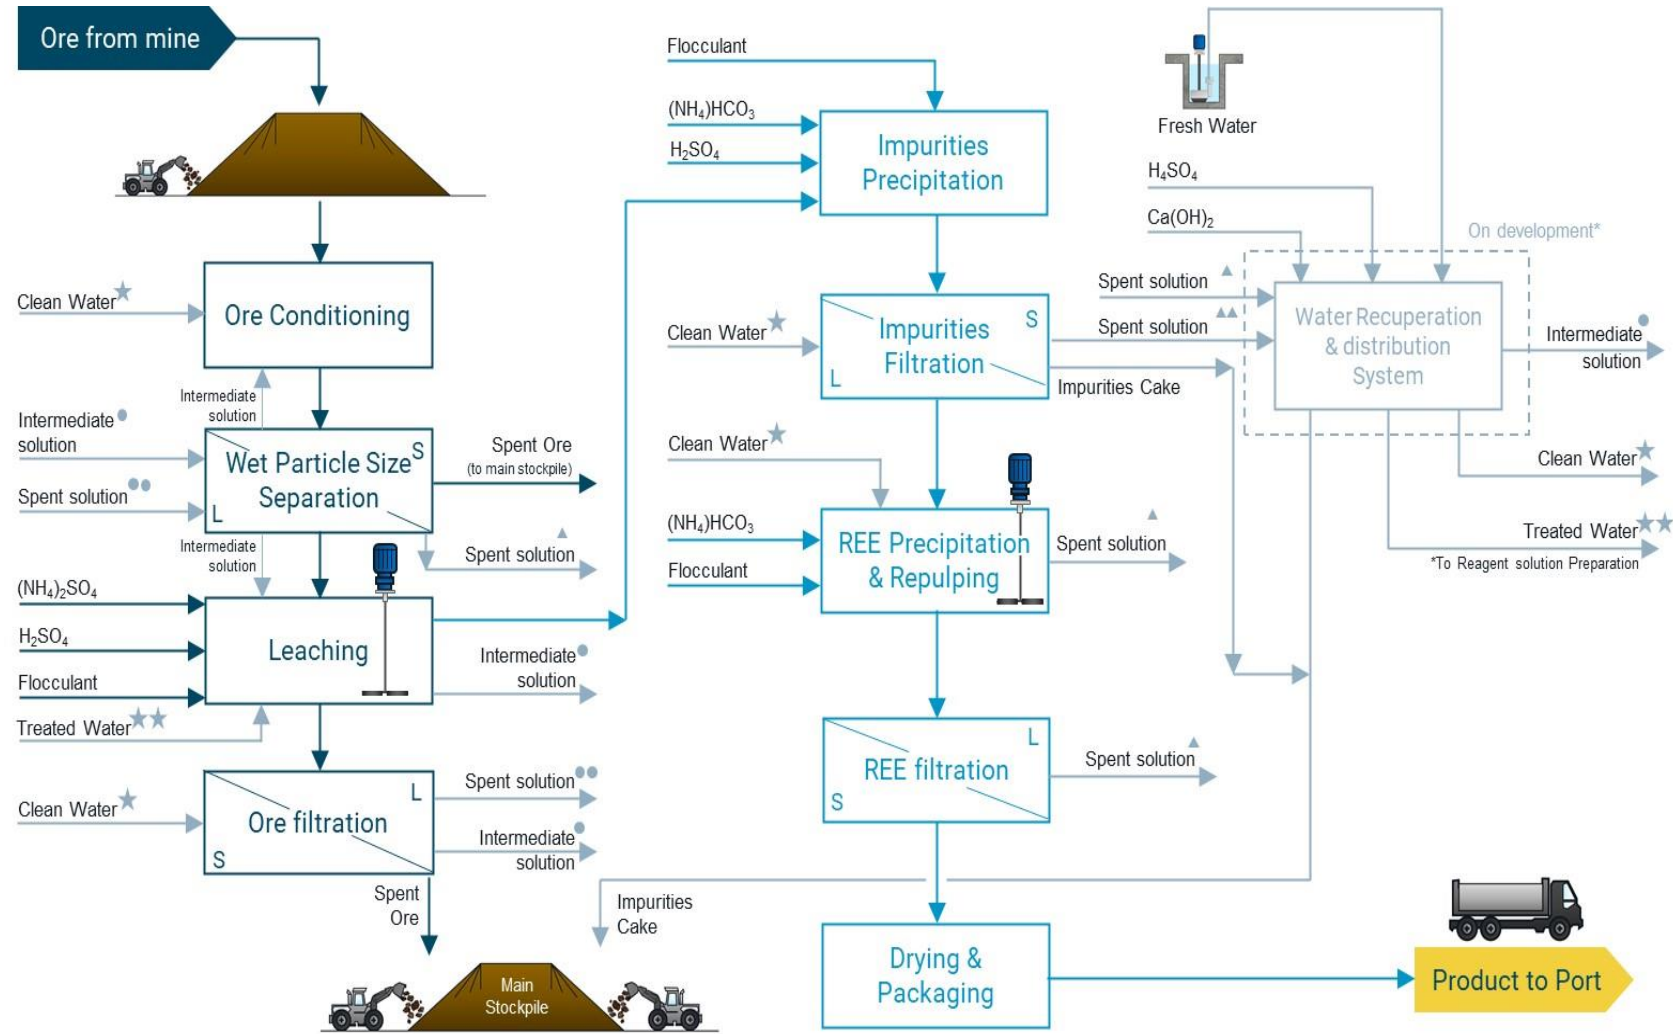 Ore from mine
Clean Water★
Ore Conditioning
Intermediate
solution
Intermediate●
solution
Spent solution●●
Wet Particle Size
Separation
S
L
Spent Ore
(to main stockpile)
Intermediate
solution
Spent solution▲
(NH₄)₂SO₄
H₂SO₄
Flocculant
Treated Water★★
Leaching
Intermediate●
solution
Clean Water★
Ore filtration
L
S
Spent solution●●
Intermediate●
solution
Spent
Ore
Impurities
Cake
Main
Stockpile
Flocculant
(NH₄)HCO₃
H₂SO₄
Impurities
Precipitation
Clean Water★
Impurities
Filtration
S
L
Spent solution▲
Spent solution▲▲
Impurities Cake
Clean Water★
(NH₄)HCO₃
Flocculant
REE Precipitation
& Repulping
Spent solution▲
REE filtration
L
S
Spent solution▲
Drying &
Packaging
Fresh Water
H₄SO₄
Ca(OH)₂
On development*
Water Recuperation
& distribution
System
Intermediate●
solution
Clean Water★
Treated Water★★
*To Reagent solution Preparation
Product to Port